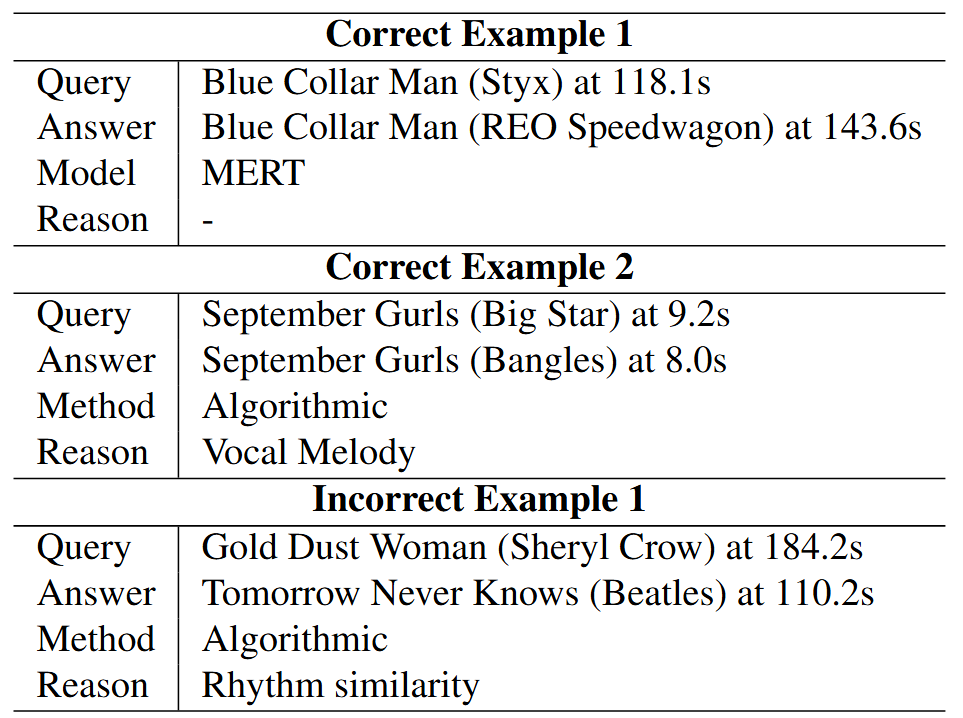 Correct Example 1
Query Blue Collar Man (Styx) at 118.1s
Answer Blue Collar Man (REO Speedwagon) at 143.6s
Model MERT
Reason -
Correct Example 2
Query September Gurls (Big Star) at 9.2s
Answer September Gurls (Bangles) at 8.0s
Method Algorithmic
Reason Vocal Melody
Incorrect Example 1
Query Gold Dust Woman (Sheryl Crow) at 184.2s
Answer Tomorrow Never Knows (Beatles) at 110.2s
Method Algorithmic
Reason Rhythm similarity